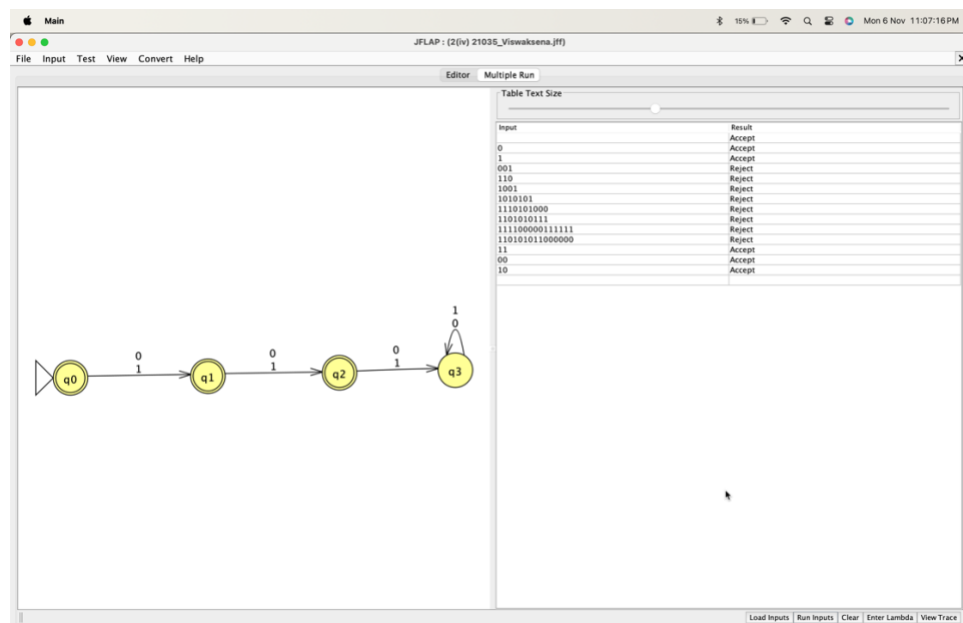 Main 15% Mon 6 Nov 11:07:16 PM
JFLAP : (2(iv) 21035_Viswaksena.jff)
File Input Test View Convert Help
Editor Multiple Run
Table Text Size
Input Result
Accept
0 Accept
1 Accept
001 Reject
110 Reject
1001 Reject
1010101 Reject
1110101000 Reject
1101010111 Reject
111100000111111 Reject
110101011000000 Reject
11 Accept
00 Accept
10 Accept
1
0
0 0 0
1 1 1
q0 q1 q2 q3
Load Inputs Run Inputs Clear Enter Lambda View Trace